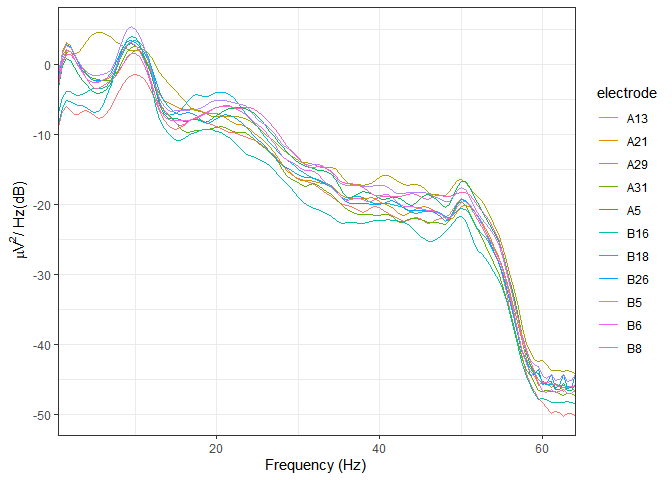 0
-10
-20
-30
-40
-50
μV²/ Hz(dB)
20
40
60
Frequency (Hz)
electrode
A13
A21
A29
A31
A5
B16
B18
B26
B5
B6
B8